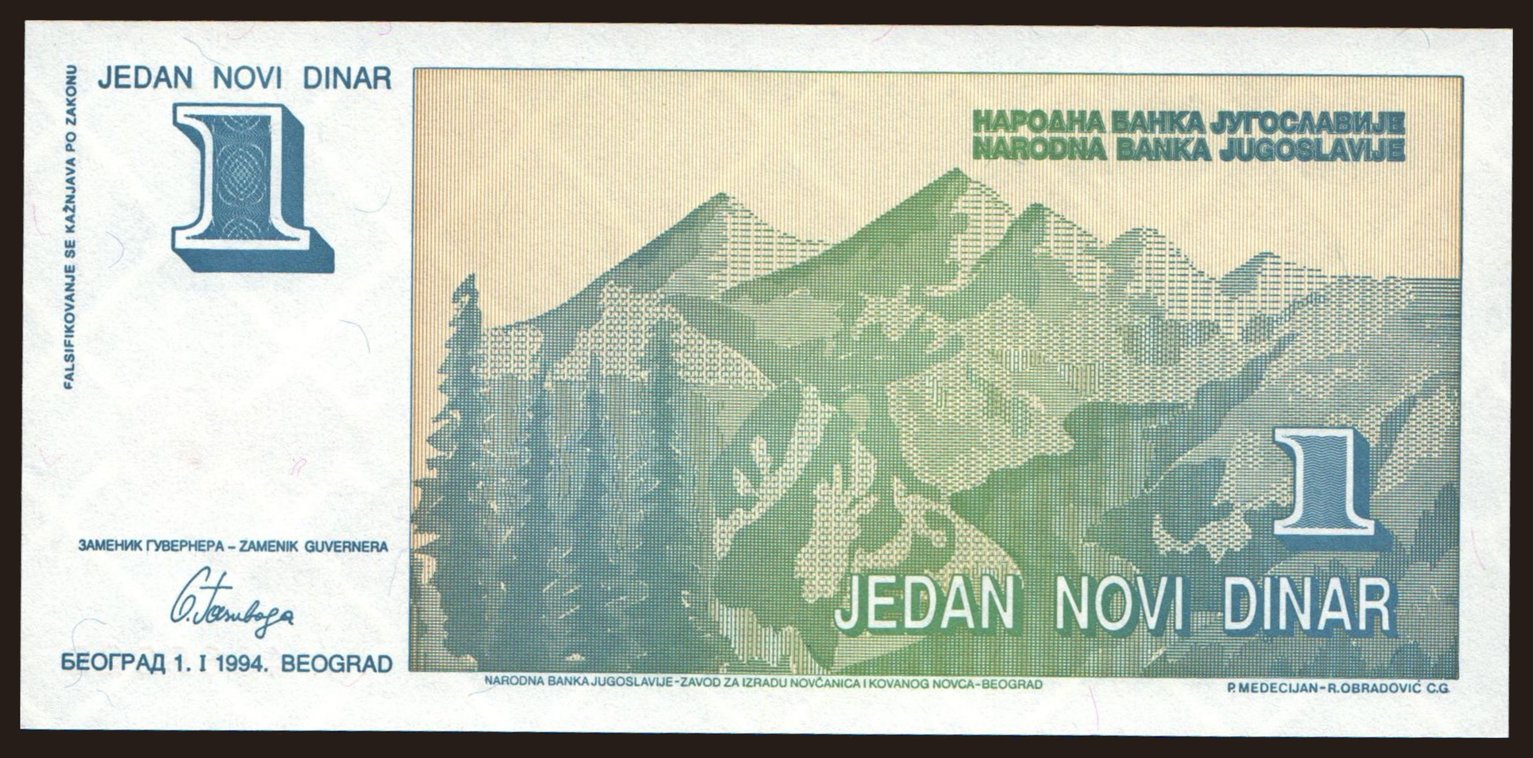 JEDAN NOVI DINAR
1
FALSIFIKOVANJE SE KAŽNJAVA PO ZAKONU
НАРОДНА БАНКА ЈУГОСЛАВИЈЕ
NARODNA BANKA JUGOSLAVIJE
1
JEDAN NOVI DINAR
ЗАМЕНИК ГУВЕРНЕРА – ZAMENIK GUVERNERA
БЕОГРАД 1. I 1994. BEOGRAD
NARODNA BANKA JUGOSLAVIJE-ZAVOD ZA IZRADU NOVČANICA I KOVANOG NOVCA-BEOGRAD
P. MEDECIJAN-R.OBRADOVIĆ C.G.